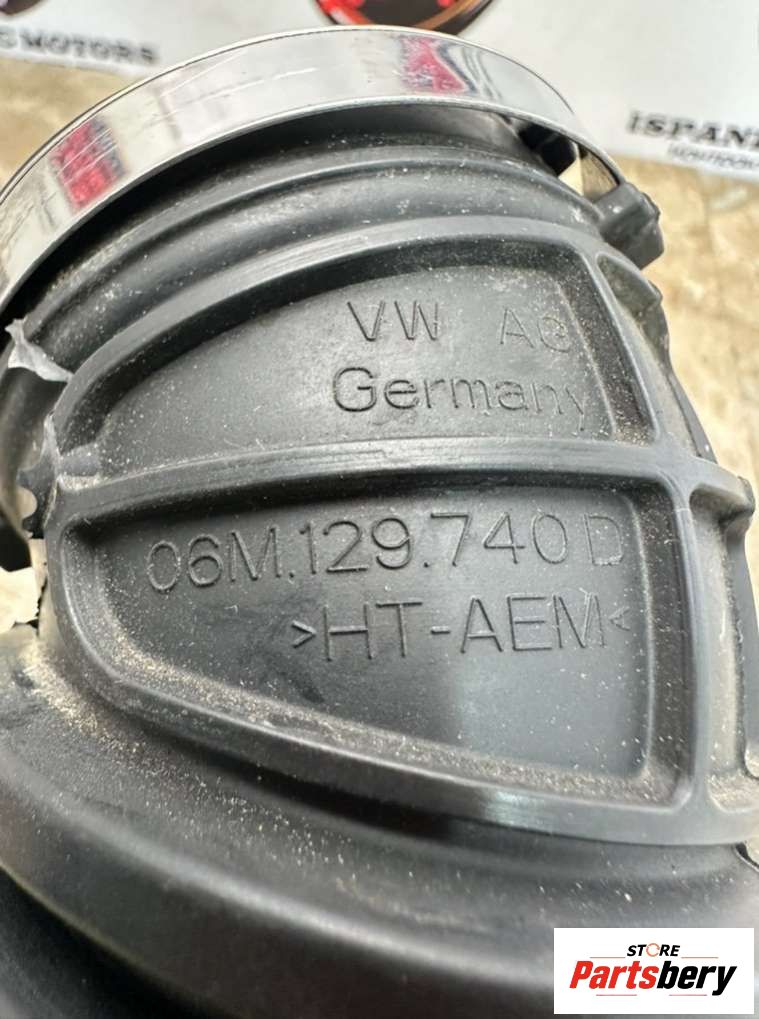 MOTORS
VW AG
Germany
06M.129.740 D
>HT-AEM<
STORE
Partsbery